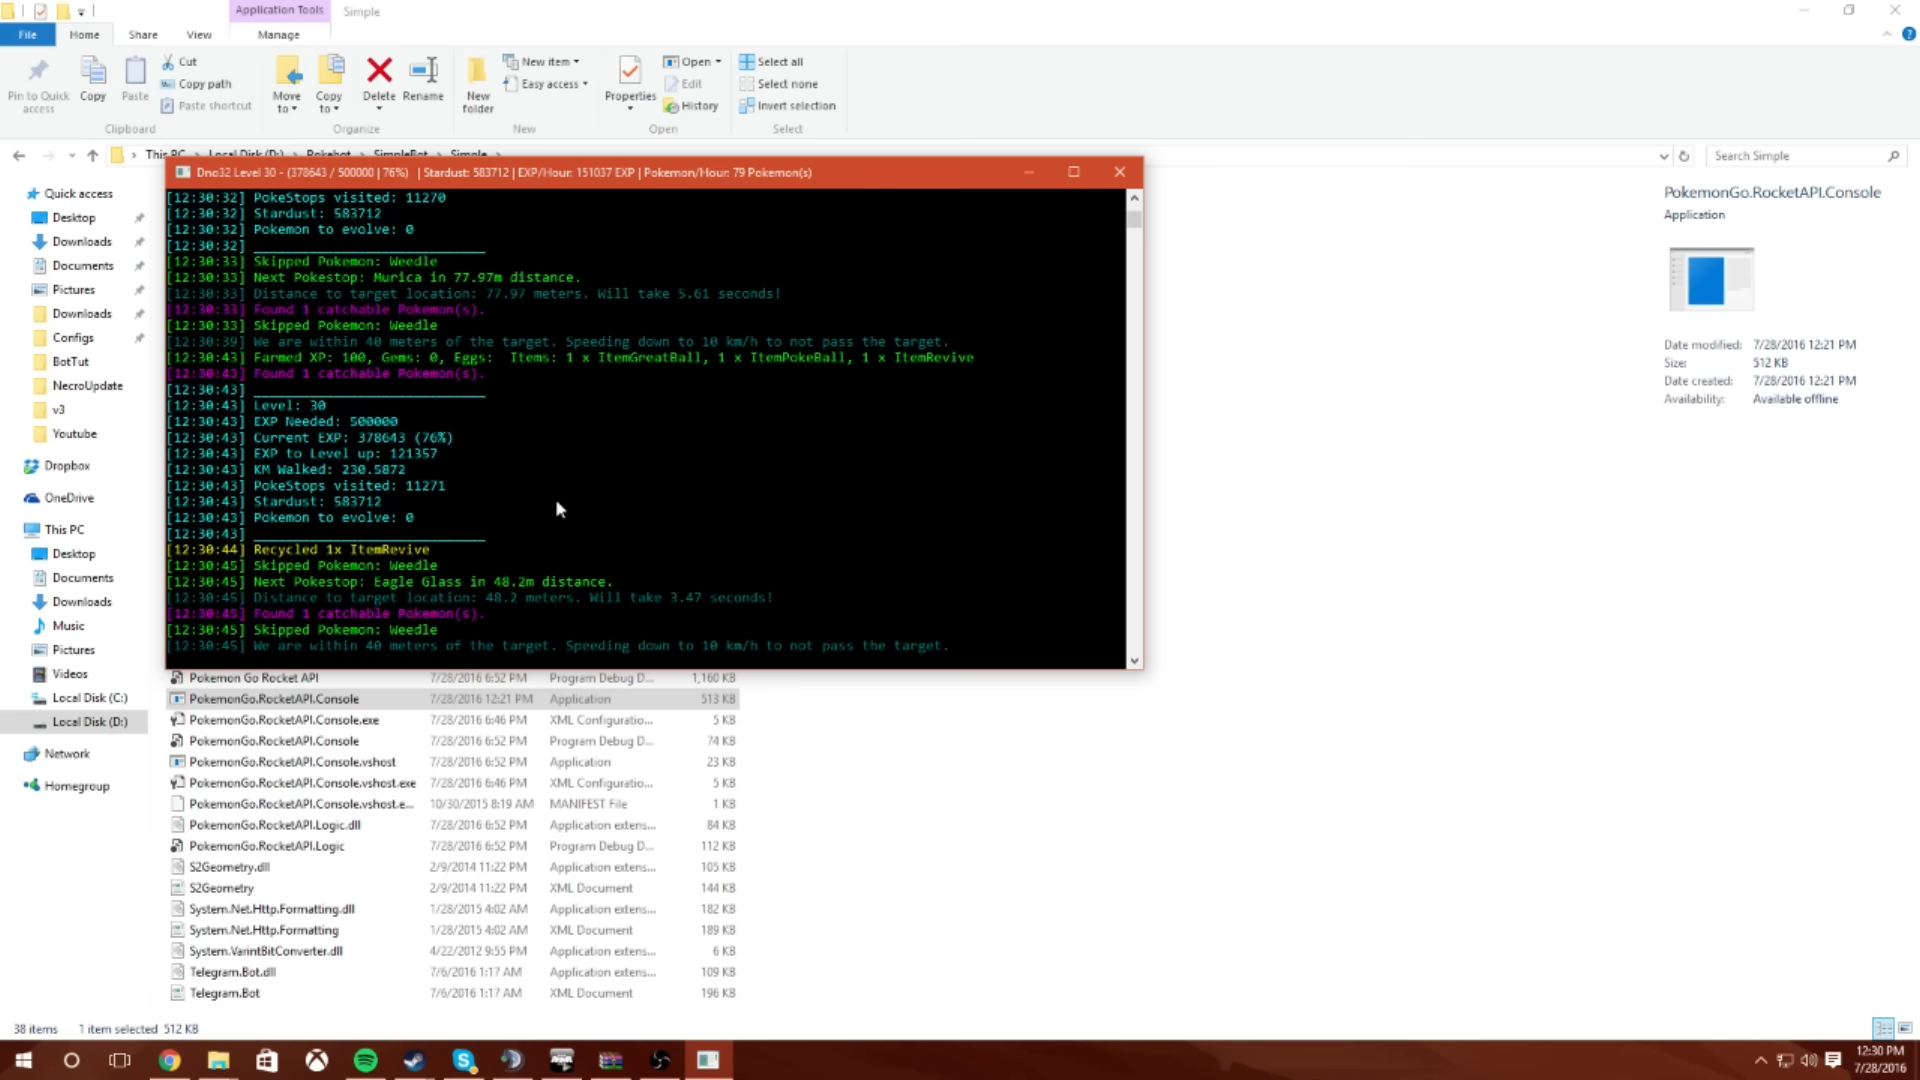 Application Tools Simple
File Home Share View Manage
Pin to Quick access
Copy
Paste
Cut
Copy path
Paste shortcut
Clipboard
Move to
Copy to
Delete
Rename
Organize
New folder
New item
Easy access
New
Properties
Open
Edit
History
Open
Select all
Select none
Invert selection
Select
This PC Local Disk (D:) Pokebot SimpleBot Simple
Search Simple
Quick access
Desktop
Downloads
Documents
Pictures
Downloads
Configs
BotTut
NecroUpdate
v3
Youtube
Dropbox
OneDrive
This PC
Desktop
Documents
Downloads
Music
Pictures
Videos
Local Disk (C:)
Local Disk (D:)
Network
Homegroup
Dno32 Level 30 - (378643 / 500000 | 76%) | Stardust: 583712 | EXP/Hour: 151037 EXP | Pokemon/Hour: 79 Pokemon(s)
[12:30:32] PokeStops visited: 11270
[12:30:32] Stardust: 583712
[12:30:32] Pokemon to evolve: 0
[12:30:32] _____________________________
[12:30:33] Skipped Pokemon: Weedle
[12:30:33] Next Pokestop: Murica in 77.97m distance.
[12:30:33] Distance to target location: 77.97 meters. Will take 5.61 seconds!
[12:30:33] Found 1 catchable Pokemon(s).
[12:30:33] Skipped Pokemon: Weedle
[12:30:39] We are within 40 meters of the target. Speeding down to 10 km/h to not pass the target.
[12:30:43] Farmed XP: 100, Gems: 0, Eggs:  Items: 1 x ItemGreatBall, 1 x ItemPokeBall, 1 x ItemRevive
[12:30:43] Found 1 catchable Pokemon(s).
[12:30:43] _____________________________
[12:30:43] Level: 30
[12:30:43] EXP Needed: 500000
[12:30:43] Current EXP: 378643 (76%)
[12:30:43] EXP to Level up: 121357
[12:30:43] KM Walked: 230.5872
[12:30:43] PokeStops visited: 11271
[12:30:43] Stardust: 583712
[12:30:43] Pokemon to evolve: 0
[12:30:43] _____________________________
[12:30:44] Recycled 1x ItemRevive
[12:30:45] Skipped Pokemon: Weedle
[12:30:45] Next Pokestop: Eagle Glass in 48.2m distance.
[12:30:45] Distance to target location: 48.2 meters. Will take 3.47 seconds!
[12:30:45] Found 1 catchable Pokemon(s).
[12:30:45] Skipped Pokemon: Weedle
[12:30:45] We are within 40 meters of the target. Speeding down to 10 km/h to not pass the target.
Pokemon Go Rocket API 7/28/2016 6:52 PM Program Debug D... 1,160 KB
PokemonGo.RocketAPI.Console 7/28/2016 12:21 PM Application 513 KB
PokemonGo.RocketAPI.Console.exe 7/28/2016 6:46 PM XML Configuratio... 5 KB
PokemonGo.RocketAPI.Console 7/28/2016 6:52 PM Program Debug D... 74 KB
PokemonGo.RocketAPI.Console.vshost 7/28/2016 6:52 PM Application 23 KB
PokemonGo.RocketAPI.Console.vshost.exe 7/28/2016 6:46 PM XML Configuratio... 5 KB
PokemonGo.RocketAPI.Console.vshost.e... 10/30/2015 8:19 AM MANIFEST File 1 KB
PokemonGo.RocketAPI.Logic.dll 7/28/2016 6:52 PM Application extens... 84 KB
PokemonGo.RocketAPI.Logic 7/28/2016 6:52 PM Program Debug D... 112 KB
S2Geometry.dll 2/9/2014 11:22 PM Application extens... 105 KB
S2Geometry 2/9/2014 11:22 PM XML Document 144 KB
System.Net.Http.Formatting.dll 1/28/2015 4:02 AM Application extens... 182 KB
System.Net.Http.Formatting 1/28/2015 4:02 AM XML Document 189 KB
System.VarintBitConverter.dll 4/22/2012 9:55 PM Application extens... 6 KB
Telegram.Bot.dll 7/6/2016 1:17 AM Application extens... 109 KB
Telegram.Bot 7/6/2016 1:17 AM XML Document 196 KB
PokemonGo.RocketAPI.Console
Application
Date modified: 7/28/2016 12:21 PM
Size: 512 KB
Date created: 7/28/2016 12:21 PM
Availability: Available offline
38 items 1 item selected 512 KB
12:30 PM
7/28/2016